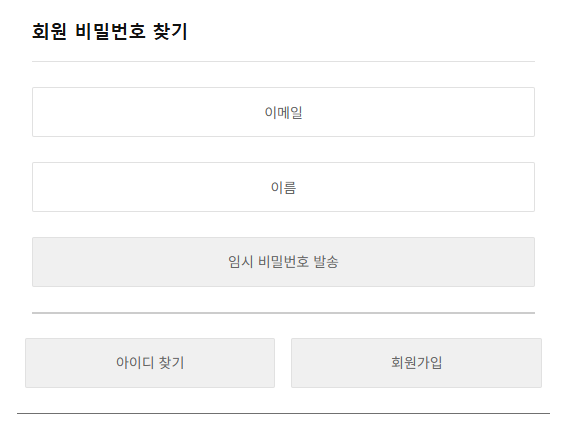 회원 비밀번호 찾기
이메일
이름
임시 비밀번호 발송
아이디 찾기
회원가입